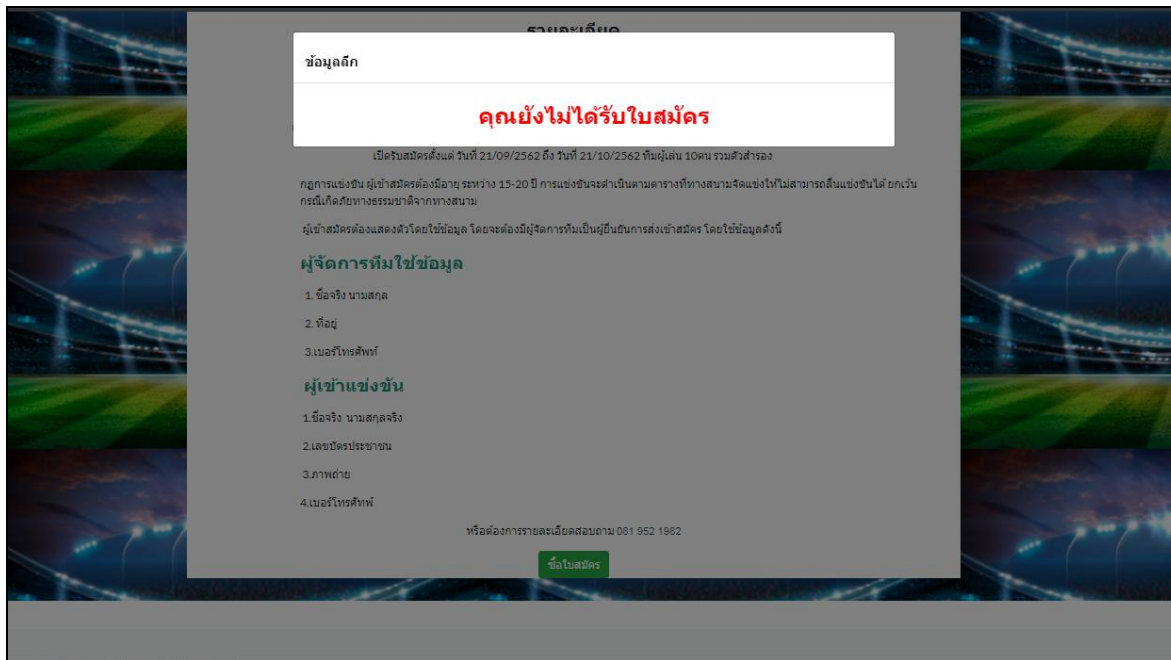 รายละเอียด
ข้อมูลลึก
คุณยังไม่ได้รับใบสมัคร
เปิดรับสมัครตั้งแต่ วันที่ 21/09/2562 ถึง วันที่ 21/10/2562 ทีมผู้เล่น 10คน รวมตัวสำรอง
กฏการแข่งขัน ผู้เข้าสมัครต้องมีอายุ ระหว่าง 15-20 ปี การแข่งขันจะดำเนินตามตารางที่ทางสนามจัดแข่งให้ไม่สามารถลื่นแข่งขันได้ ยกเว้น
กรณีเกิดภัยทางธรรมชาติจากทางสนาม
ผู้เข้าสมัครต้องแสดงตัวโดยใช้ข้อมูล โดยจะต้องมีผู้จัดการทีมเป็นผู้ยืนยันการส่งเข้าสมัคร โดยใช้ข้อมูลดังนี้
ผู้จัดการทีมใช้ข้อมูล
1. ชื่อจริง นามสกุล
2. ที่อยู่
3.เบอร์โทรศัพท์
ผู้เข้าแข่งขัน
1.ชื่อจริง นามสกุลจริง
2.เลขบัตรประชาชน
3.ภาพถ่าย
4.เบอร์โทรศัทพ์
หรือต้องการรายละเอียดสอบถาม 081 952 1982
ซื้อใบสมัคร